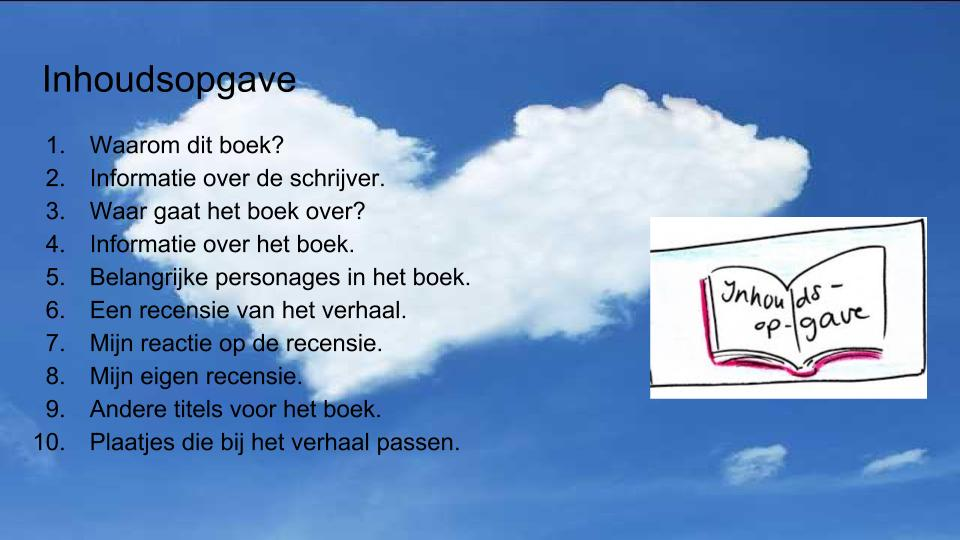 Inhoudsopgave
1. Waarom dit boek?
2. Informatie over de schrijver.
3. Waar gaat het boek over?
4. Informatie over het boek.
5. Belangrijke personages in het boek.
6. Een recensie van het verhaal.
7. Mijn reactie op de recensie.
8. Mijn eigen recensie.
9. Andere titels voor het boek.
10. Plaatjes die bij het verhaal passen.
Inhouds-
op-gave